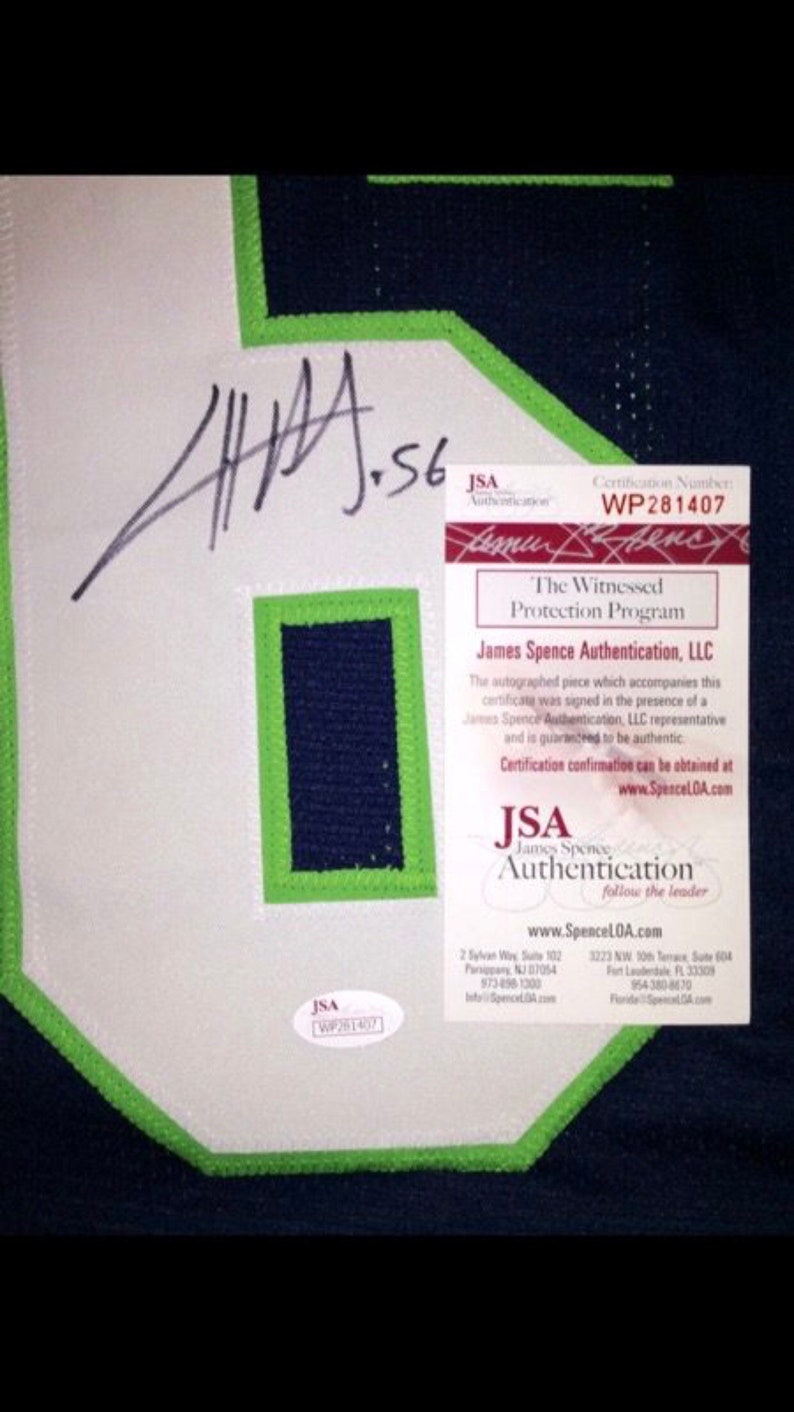 56
JSA
Authentication
Certification Number:
WP281407
The Witnessed
Protection Program
James Spence Authentication, LLC
The autographed piece which accompanies this
certificate was signed in the presence of a
James Spence Authentication, LLC representative
and is guaranteed to be authentic.
Certification confirmation can be obtained at
www.SpenceLOA.com
JSA
James Spence
Authentication
follow the leader
www.SpenceLOA.com
2 Sylvan Way, Suite 102
Parsippany, NJ 07054
973-898-1300
Info@SpenceLOA.com
3223 N.W. 10th Terrace, Suite 604
Fort Lauderdale, FL 33309
954-380-8670
Florida@SpenceLOA.com
JSA
WP281407